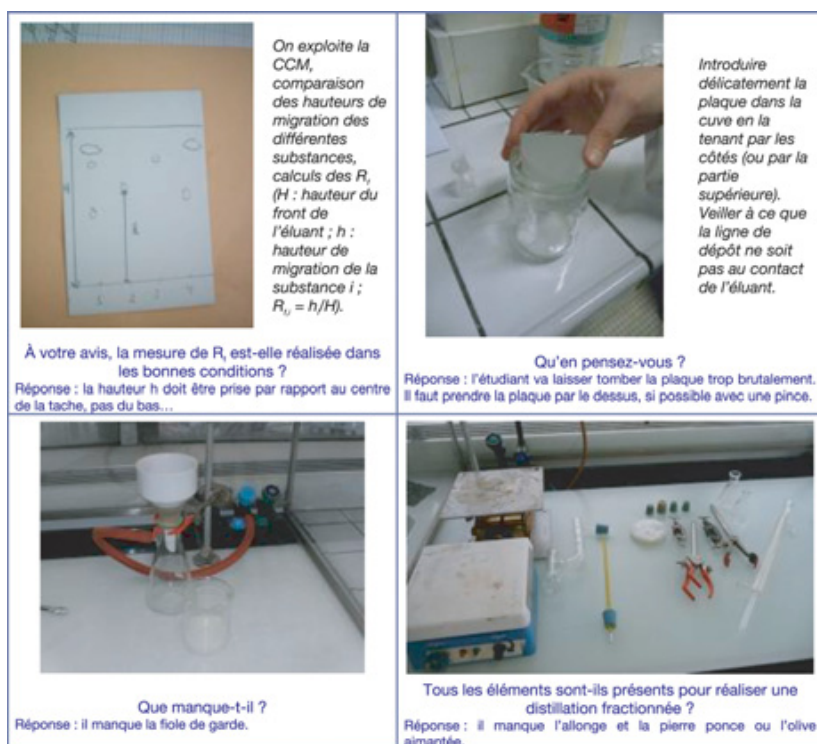 On exploite la
CCM,
comparaison
des hauteurs de
migration des
différentes
substances,
calculs des Rf
(H : hauteur du
front de
l'éluant ; h :
hauteur de
migration de la
substance i ;
Rf,i = hi/H).
À votre avis, la mesure de Rf est-elle réalisée dans
les bonnes conditions ?
Réponse : la hauteur h doit être prise par rapport au centre
de la tache, pas du bas…
Introduire
délicatement la
plaque dans la
cuve en la
tenant par les
côtés (ou par la
partie
supérieure).
Veiller à ce que
la ligne de
dépôt ne soit
pas au contact
de l'éluant.
Qu'en pensez-vous ?
Réponse : l'étudiant va laisser tomber la plaque trop brutalement.
Il faut prendre la plaque par le dessus, si possible avec une pince.
Que manque-t-il ?
Réponse : il manque la fiole de garde.
Tous les éléments sont-ils présents pour réaliser une
distillation fractionnée ?
Réponse : il manque l'allonge et la pierre ponce ou l'olive
aimantée.